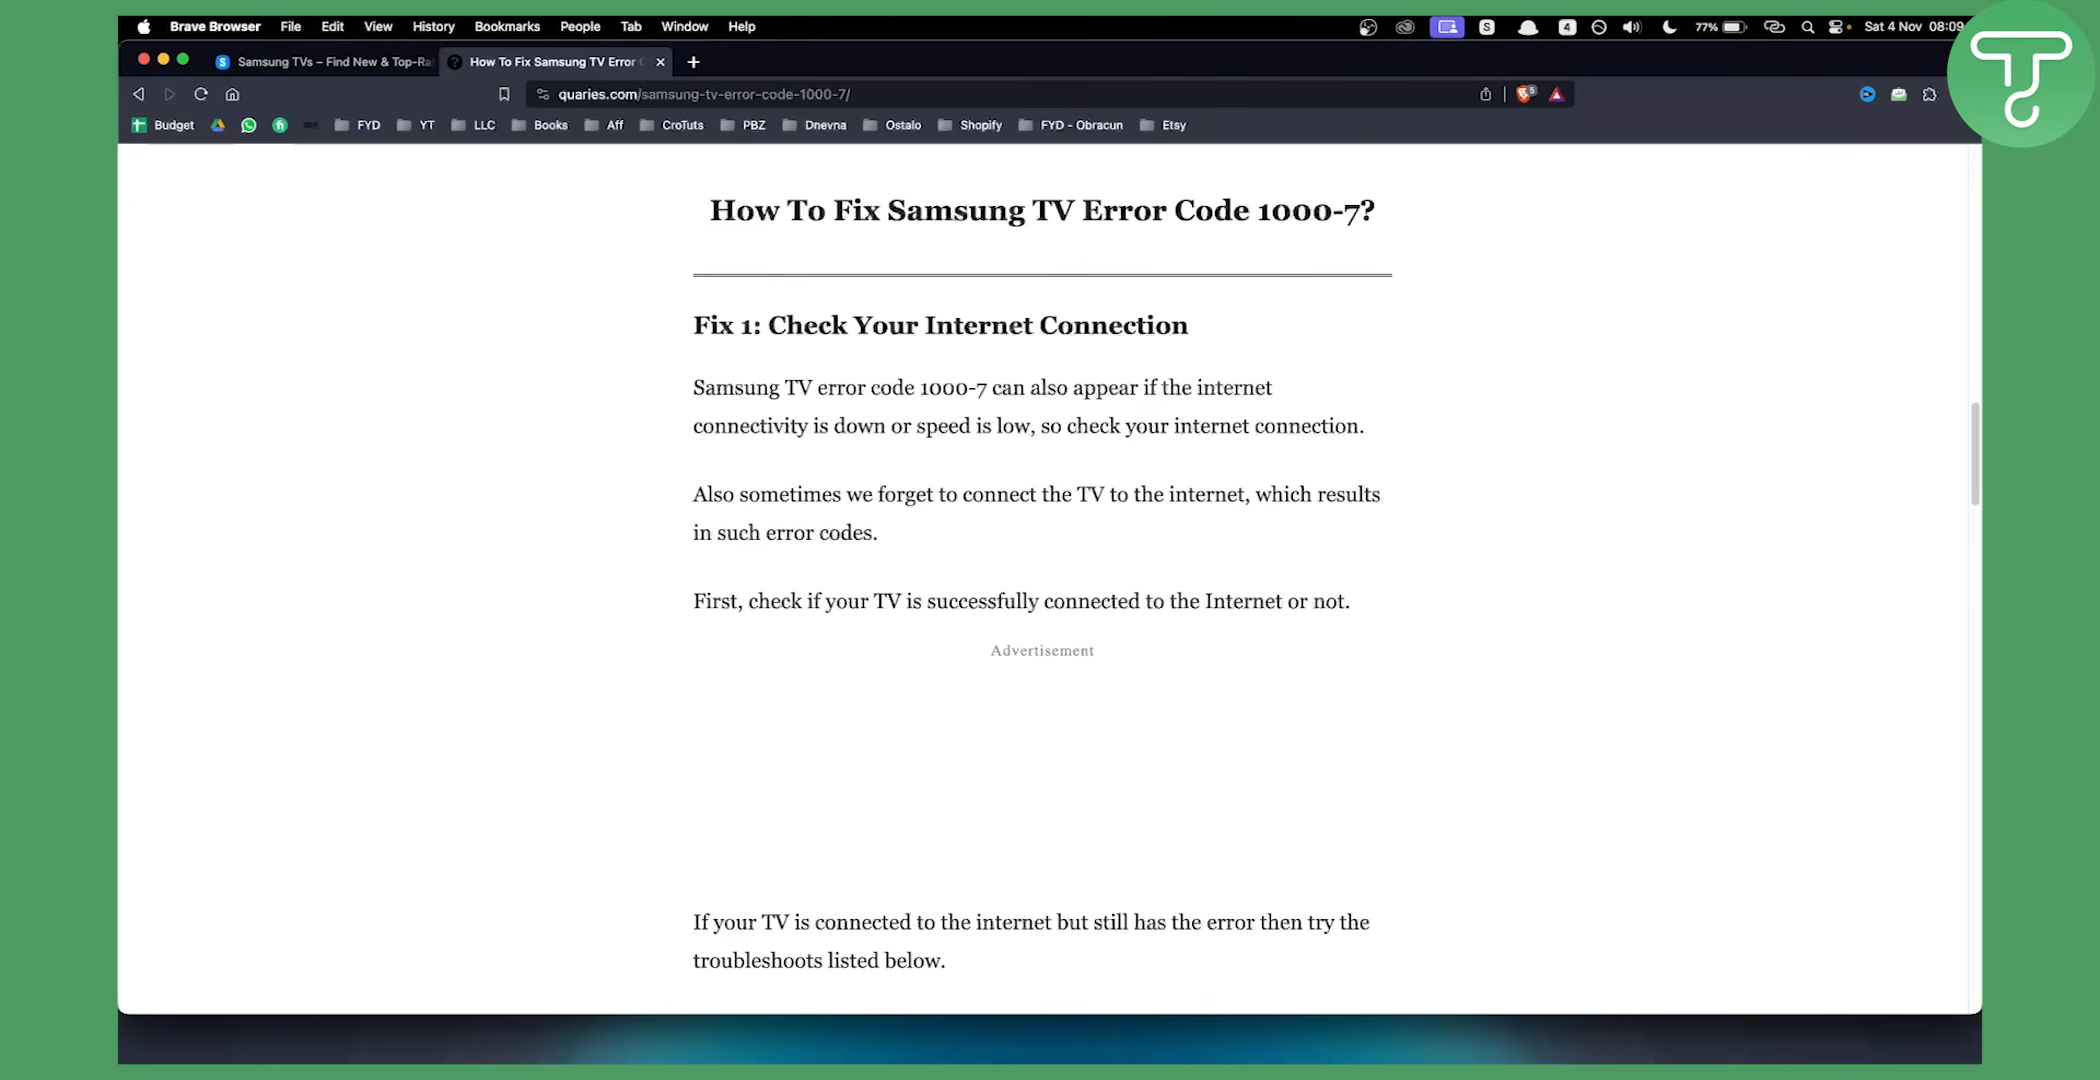 Brave Browser File Edit View History Bookmarks People Tab Window Help S 4 77% Sat 4 Nov 08:09
S Samsung TVs – Find New & Top-Ra ? How To Fix Samsung TV Error
quaries.com/samsung-tv-error-code-1000-7/ 5
Budget FYD YT LLC Books Aff CroTuts PBZ Dnevna Ostalo Shopify FYD - Obracun Etsy
How To Fix Samsung TV Error Code 1000-7?
Fix 1: Check Your Internet Connection
Samsung TV error code 1000-7 can also appear if the internet
connectivity is down or speed is low, so check your internet connection.
Also sometimes we forget to connect the TV to the internet, which results
in such error codes.
First, check if your TV is successfully connected to the Internet or not.
Advertisement
If your TV is connected to the internet but still has the error then try the
troubleshoots listed below.